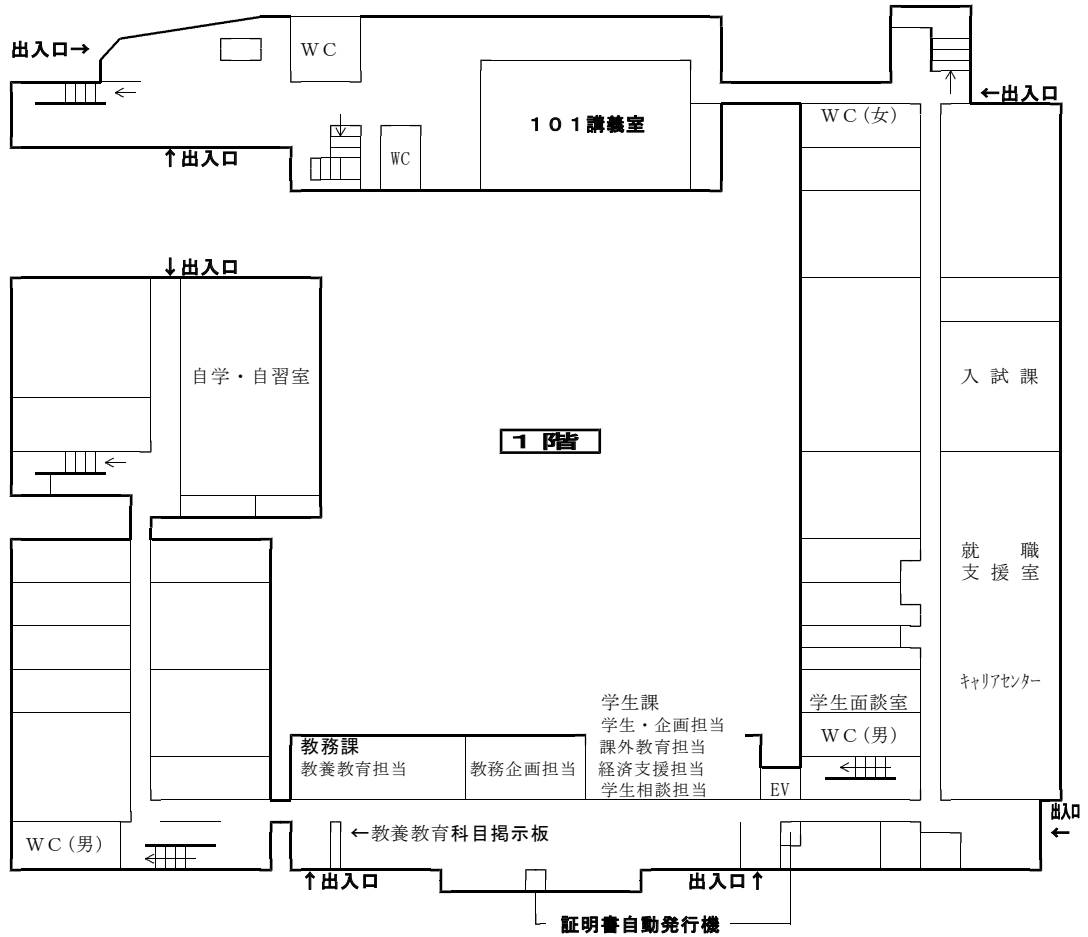 出入口→
ＷＣ
←出入口
ＷＣ（女）
１０１講義室
WC
↑出入口
↓出入口
自学・自習室
入試課
１階
就職
支援室
ｷｬﾘｱｾﾝﾀｰ
学生課
学生面談室
学生・企画担当
ＷＣ（男）
教務課
課外教育担当
教養教育担当
教務企画担当
経済支援担当
学生相談担当
EV
出入口
←
←教養教育科目掲示板
ＷＣ（男）
↑出入口
出入口↑
証明書自動発行機